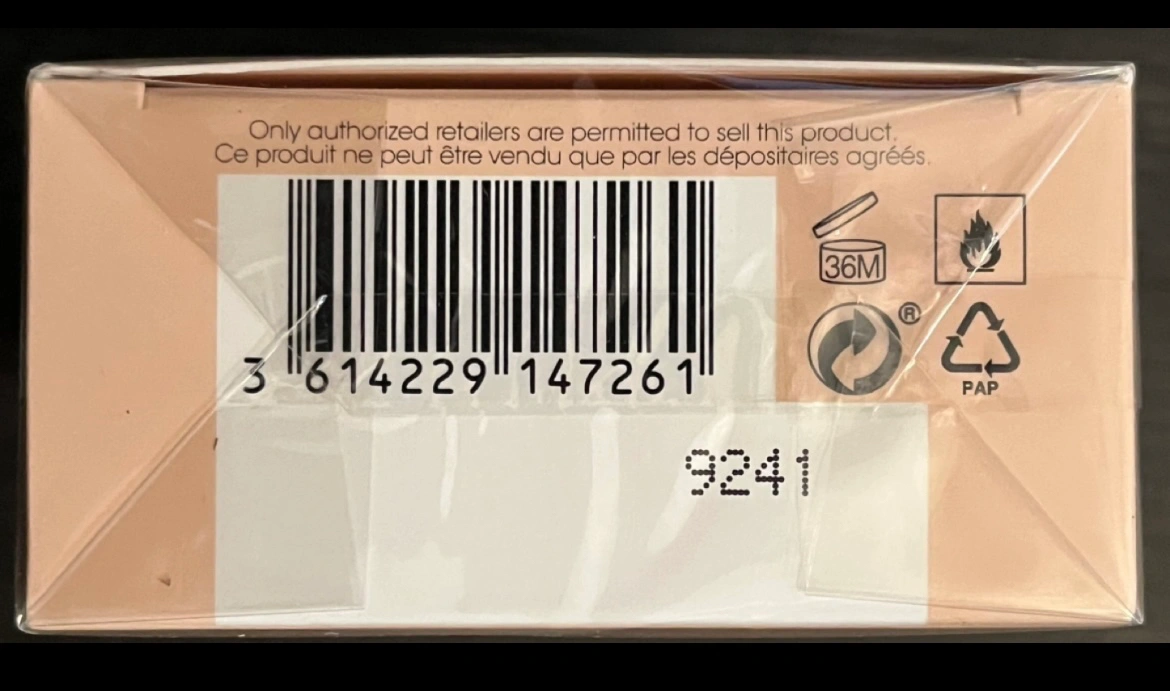 Only authorized retailers are permitted to sell this product.
Ce produit ne peut être vendu que par les dépositaires agréés.
36M
®
PAP
3 614229 147261
9241